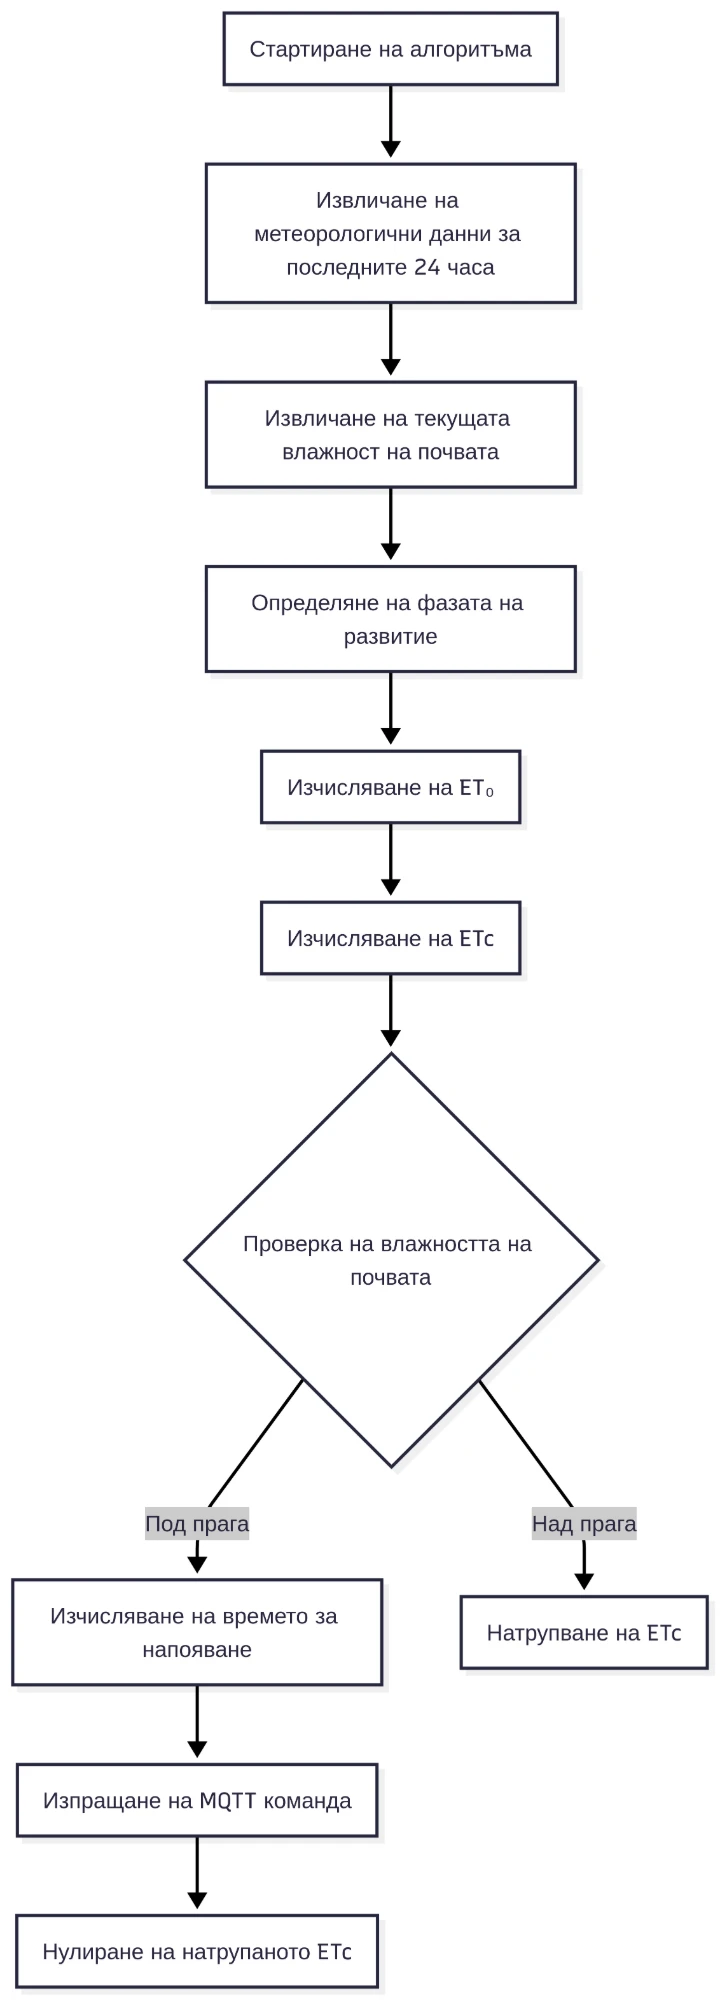 Стартиране на алгоритъма
Извличане на
метеорологични данни за
последните 24 часа
Извличане на текущата
влажност на почвата
Определяне на фазата на
развитие
Изчисляване на ET₀
Изчисляване на ETc
Проверка на влажността на
почвата
Под прага
Над прага
Изчисляване на времето за
напояване
Натрупване на ETc
Изпращане на MQTT команда
Нулиране на натрупаното ETc